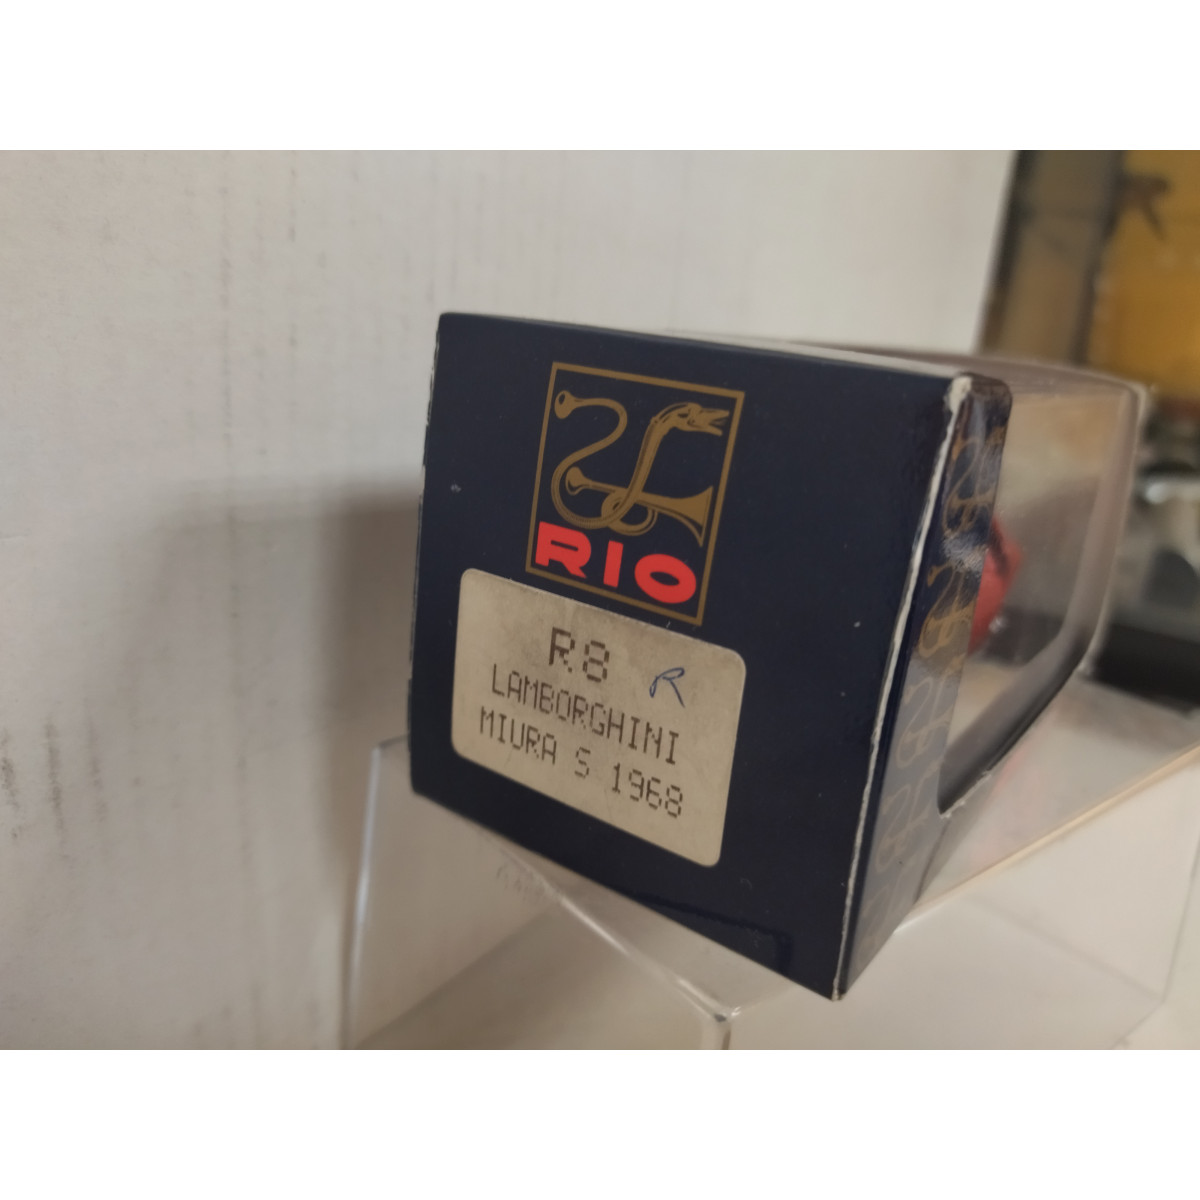 RIO
R8 R
LAMBORGHINI
MIURA S 1968